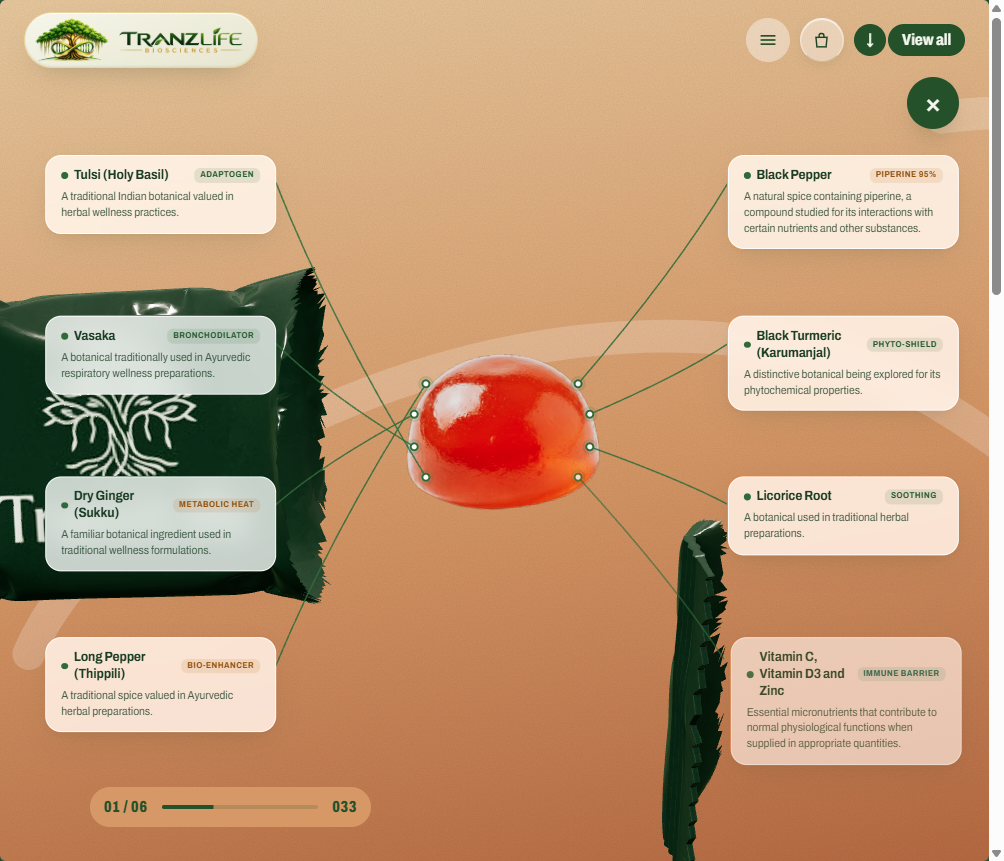 TRANZLIFE
BIOSCIENCES
View all
Tulsi (Holy Basil)
ADAPTOGEN
A traditional Indian botanical valued in
herbal wellness practices.
Vasaka
BRONCHODILATOR
A botanical traditionally used in Ayurvedic
respiratory wellness preparations.
Dry Ginger
(Sukku)
METABOLIC HEAT
A familiar botanical ingredient used in
traditional wellness formulations.
Long Pepper
(Thippili)
BIO-ENHANCER
A traditional spice valued in Ayurvedic
herbal preparations.
Black Pepper
PIPERINE 95%
A natural spice containing piperine, a
compound studied for its interactions with
certain nutrients and other substances.
Black Turmeric
(Karumanjal)
PHYTO-SHIELD
A distinctive botanical being explored for its
phytochemical properties.
Licorice Root
SOOTHING
A botanical used in traditional herbal
preparations.
Vitamin C,
Vitamin D3 and
Zinc
IMMUNE BARRIER
Essential micronutrients that contribute to
normal physiological functions when
supplied in appropriate quantities.
01 / 06
033